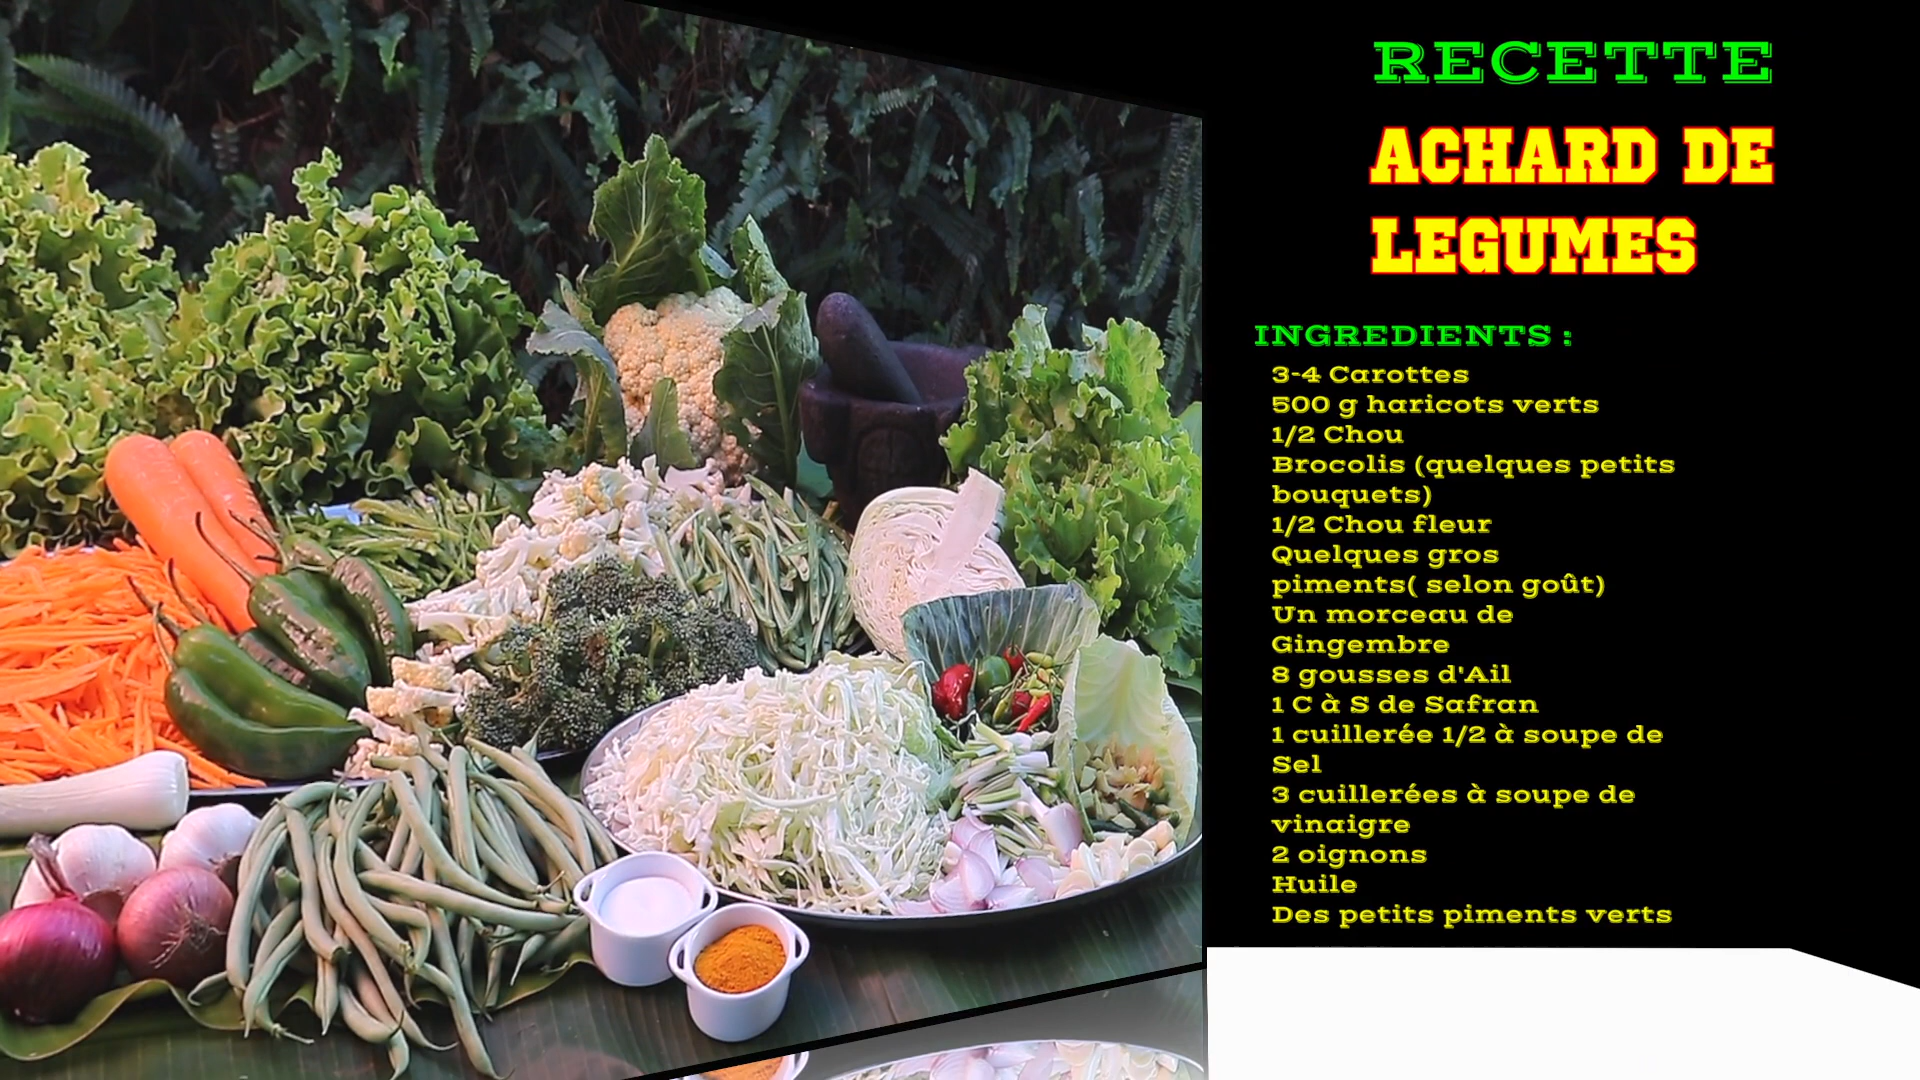 RECETTE
ACHARD DE
LEGUMES
INGREDIENTS :
3-4 Carottes
500 g haricots verts
1/2 Chou
Brocolis (quelques petits
bouquets)
1/2 Chou fleur
Quelques gros
piments( selon goût)
Un morceau de
Gingembre
8 gousses d'Ail
1 C à S de Safran
1 cuillerée 1/2 à soupe de
Sel
3 cuillerées à soupe de
vinaigre
2 oignons
Huile
Des petits piments verts